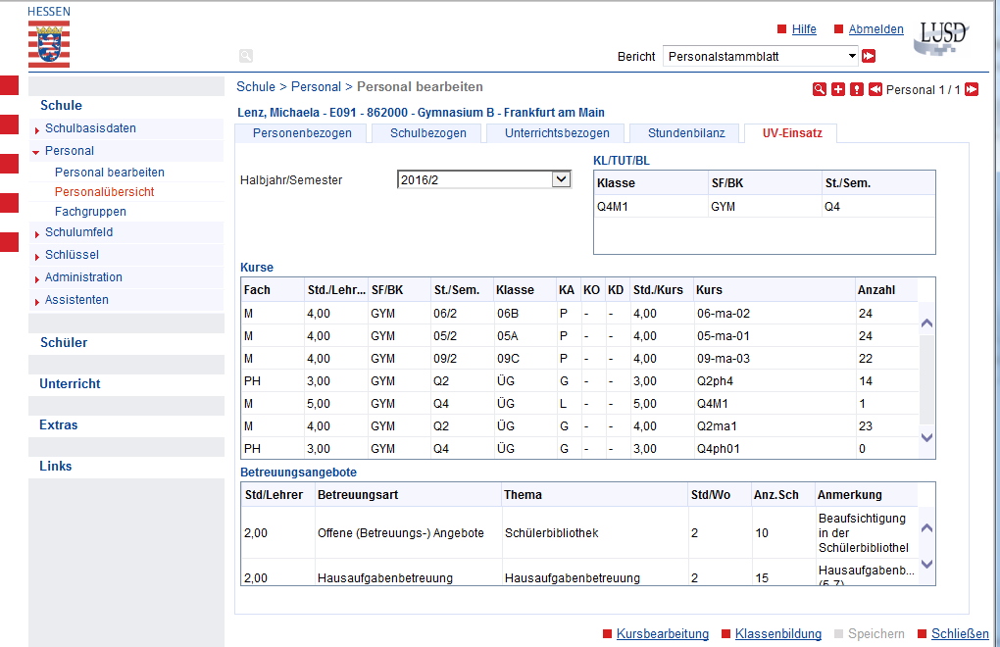 HESSEN
Hilfe Abmelden LUSD
Bericht Personalstammblatt
Schule > Personal > Personal bearbeiten Personal 1 / 1
Lenz, Michaela - E091 - 862000 - Gymnasium B - Frankfurt am Main
Personenbezogen Schulbezogen Unterrichtsbezogen Stundenbilanz UV-Einsatz
Schule
Schulbasisdaten
Personal
Personal bearbeiten
Personalübersicht
Fachgruppen
Schulumfeld
Schlüssel
Administration
Assistenten
Schüler
Unterricht
Extras
Links
Halbjahr/Semester 2016/2
KL/TUT/BL
Klasse SF/BK St./Sem.
Q4M1 GYM Q4
Kurse
Fach Std./Lehr... SF/BK St./Sem. Klasse KA KO KD Std./Kurs Kurs Anzahl
M 4,00 GYM 06/2 06B P - - 4,00 06-ma-02 24
M 4,00 GYM 05/2 05A P - - 4,00 05-ma-01 24
M 4,00 GYM 09/2 09C P - - 4,00 09-ma-03 22
PH 3,00 GYM Q2 ÜG G - - 3,00 Q2ph4 14
M 5,00 GYM Q4 ÜG L - - 5,00 Q4M1 1
M 4,00 GYM Q2 ÜG G - - 4,00 Q2ma1 23
PH 3,00 GYM Q4 ÜG G - - 3,00 Q4ph01 0
Betreuungsangebote
Std/Lehrer Betreuungsart Thema Std/Wo Anz.Sch Anmerkung
2,00 Offene (Betreuungs-) Angebote Schülerbibliothek 2 10 Beaufsichtigung
in der
Schülerbibliothel
2,00 Hausaufgabenbetreuung Hausaufgabenbetreuung 2 15 Hausaufgabenb...
(5-7)
Kursbearbeitung Klassenbildung Speichern Schließen